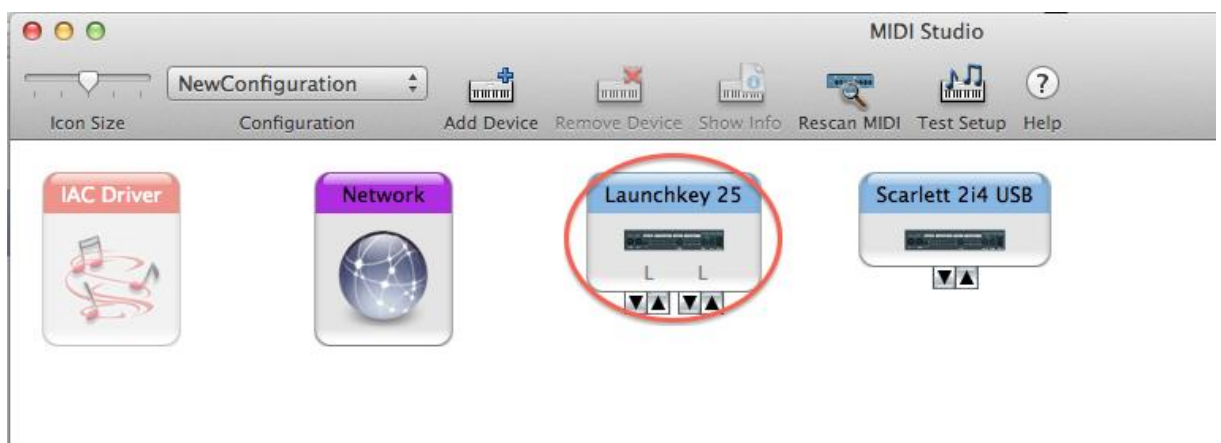 MIDI Studio
NewConfiguration
Icon Size Configuration Add Device Remove Device Show Info Rescan MIDI Test Setup ? Help
IAC Driver Network Launchkey 25 Scarlett 2i4 USB
L L